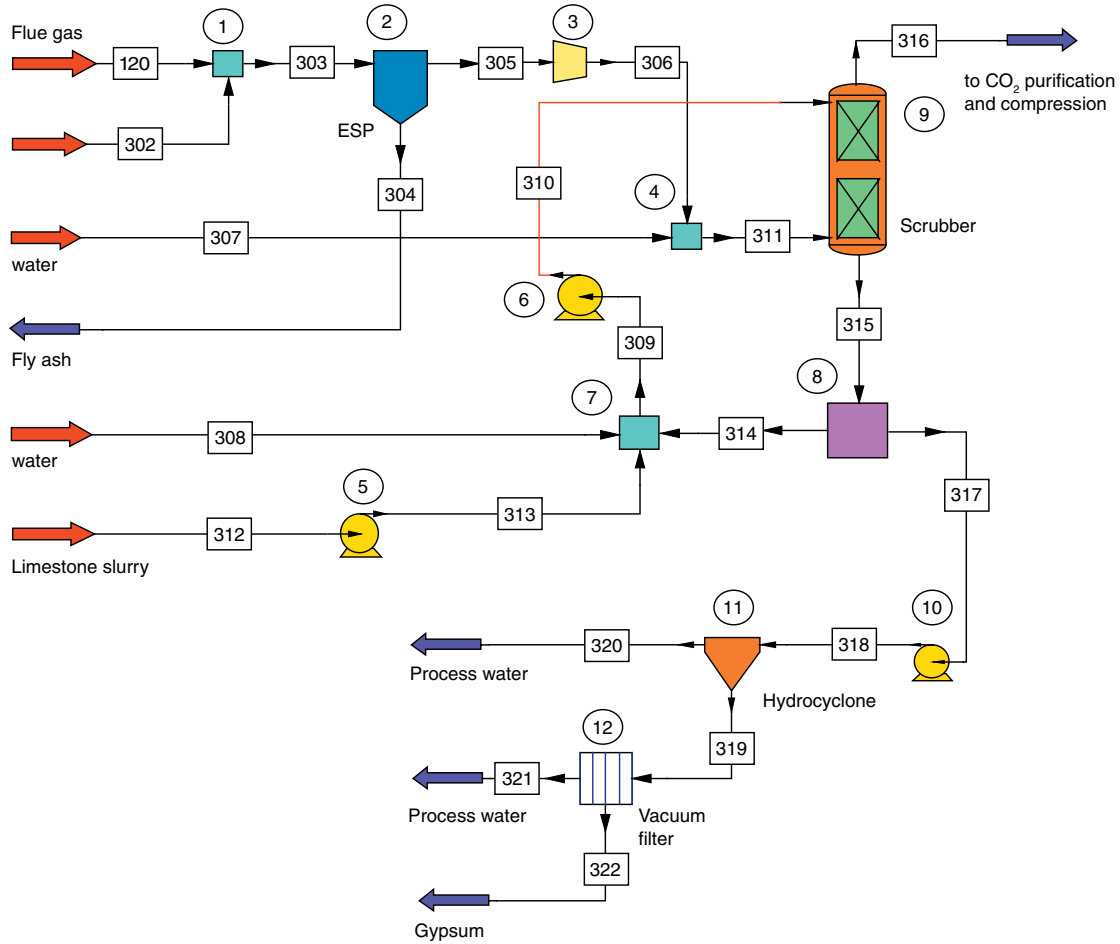 1
2
3
Flue gas
120
303
305
306
316
to CO₂ purification
and compression
9
ESP
302
304
310
4
307
311
Scrubber
water
6
315
309
Fly ash
8
7
308
314
water
5
317
312
313
Limestone slurry
11
10
320
318
Process water
Hydrocyclone
12
319
321
Process water
Vacuum
filter
322
Gypsum